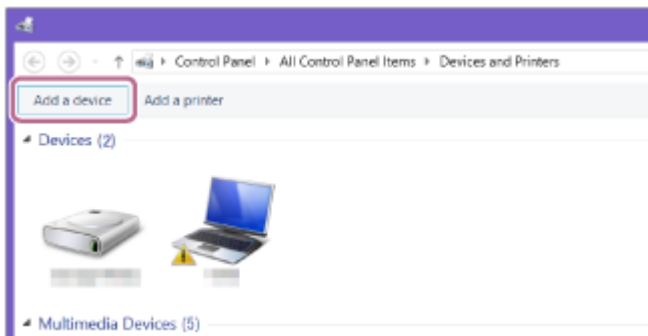 Control Panel All Control Panel Items Devices and Printers
Add a device Add a printer
Devices (2)
Multimedia Devices (5)